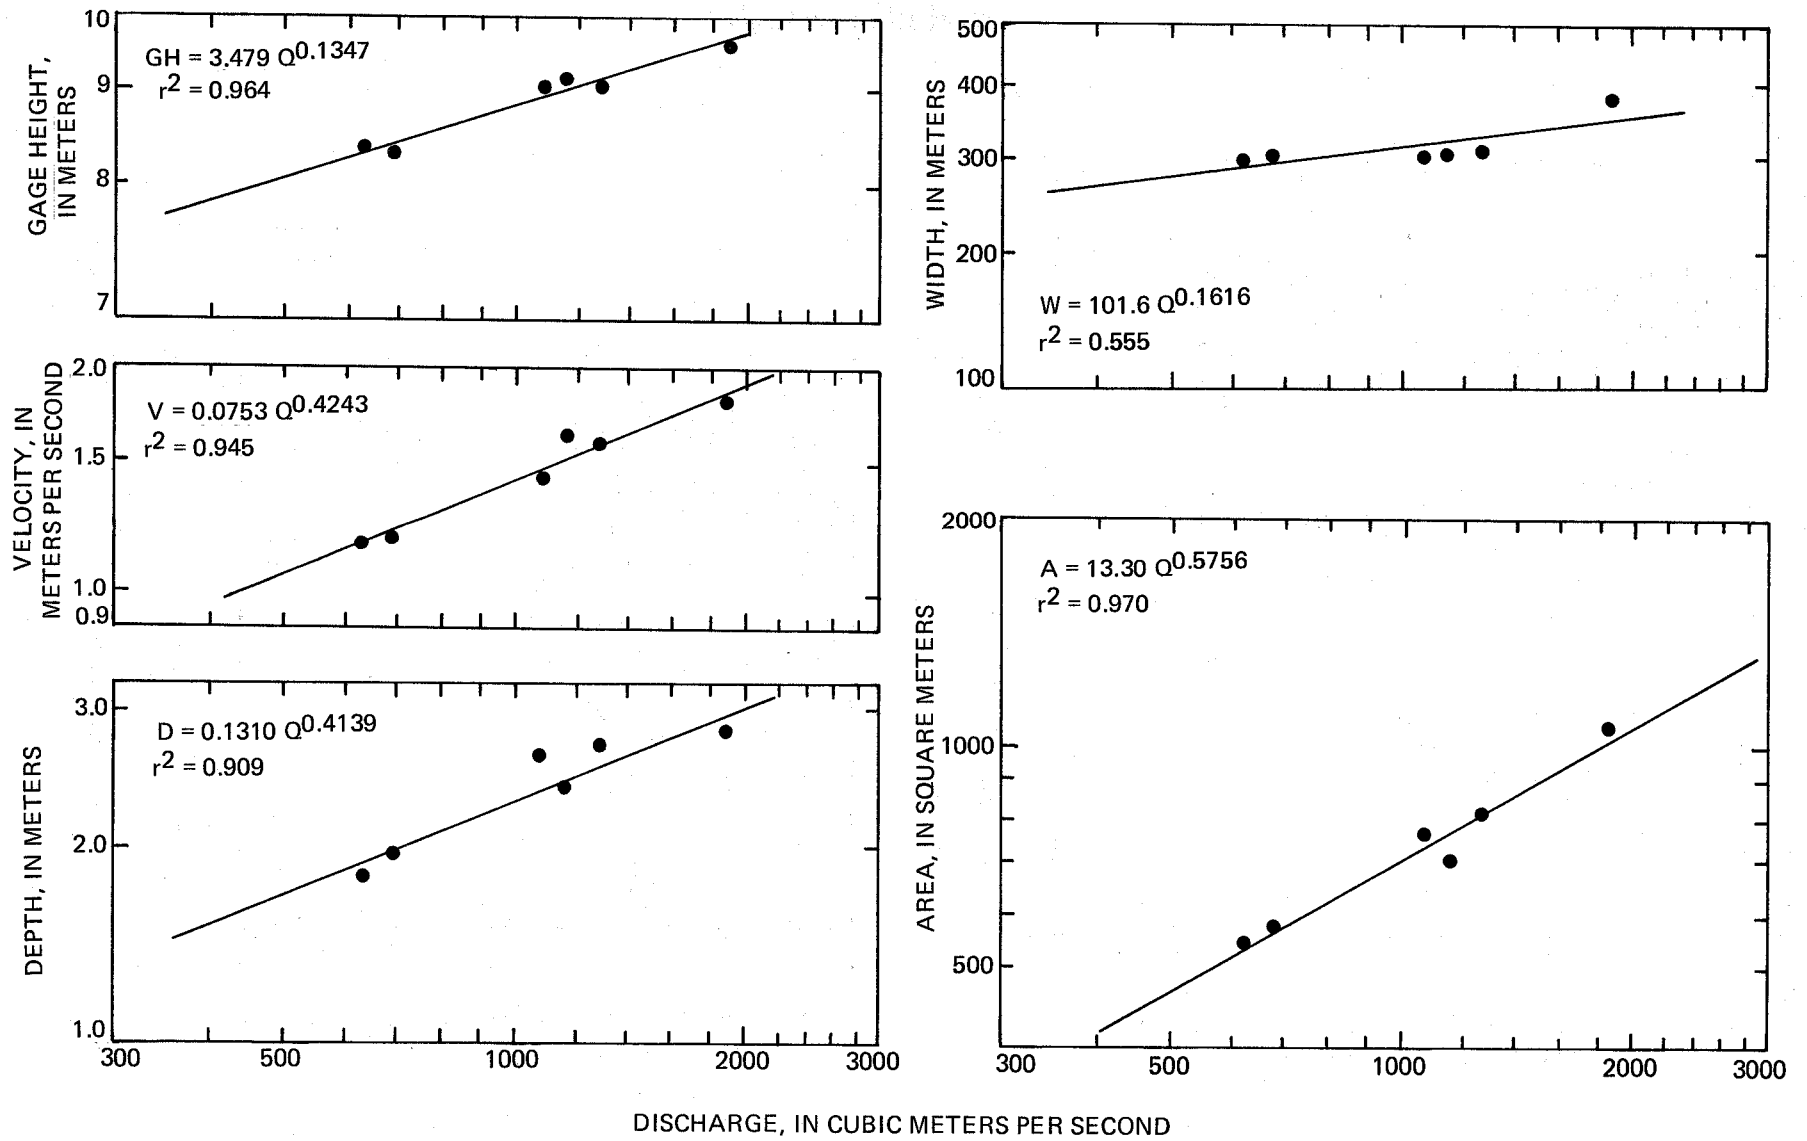 GAGE HEIGHT,
IN METERS
10
9
8
7
GH = 3.479 Q0.1347
r2 = 0.964
VELOCITY, IN
METERS PER SECOND
2.0
1.5
1.0
0.9
V = 0.0753 Q0.4243
r2 = 0.945
DEPTH, IN METERS
3.0
2.0
1.0
D = 0.1310 Q0.4139
r2 = 0.909
300 500 1000 2000 3000
WIDTH, IN METERS
500
400
300
200
100
W = 101.6 Q0.1616
r2 = 0.555
AREA, IN SQUARE METERS
2000
1000
500
A = 13.30 Q0.5756
r2 = 0.970
300 500 1000 2000 3000
DISCHARGE, IN CUBIC METERS PER SECOND